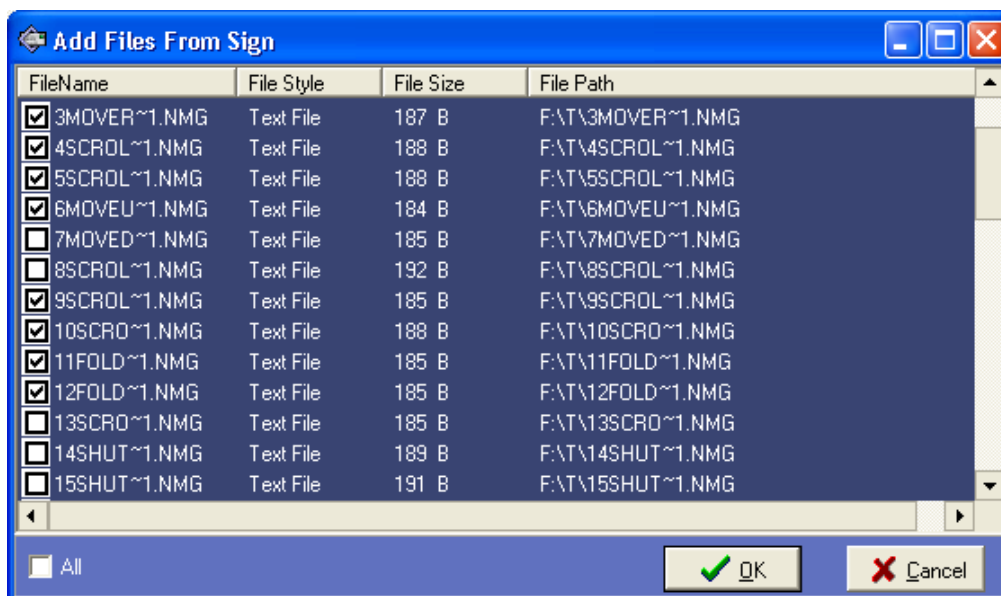 Add Files From Sign
FileName File Style File Size File Path
3MOVER~1.NMG Text File 187 B F:\T\3MOVER~1.NMG
4SCROL~1.NMG Text File 188 B F:\T\4SCROL~1.NMG
5SCROL~1.NMG Text File 188 B F:\T\5SCROL~1.NMG
6MOVEU~1.NMG Text File 184 B F:\T\6MOVEU~1.NMG
7MOVED~1.NMG Text File 185 B F:\T\7MOVED~1.NMG
8SCROL~1.NMG Text File 192 B F:\T\8SCROL~1.NMG
9SCROL~1.NMG Text File 185 B F:\T\9SCROL~1.NMG
10SCRO~1.NMG Text File 188 B F:\T\10SCRO~1.NMG
11FOLD~1.NMG Text File 185 B F:\T\11FOLD~1.NMG
12FOLD~1.NMG Text File 185 B F:\T\12FOLD~1.NMG
13SCRO~1.NMG Text File 185 B F:\T\13SCRO~1.NMG
14SHUT~1.NMG Text File 189 B F:\T\14SHUT~1.NMG
15SHUT~1.NMG Text File 191 B F:\T\15SHUT~1.NMG
All OK Cancel